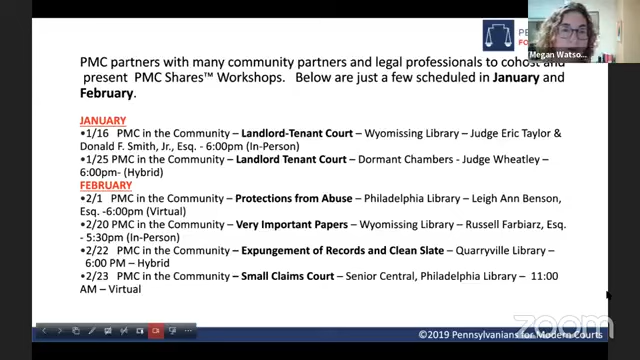 PE
FO
Megan Watso...
PMC partners with many community partners and legal professionals to cohost and
present PMC Shares™ Workshops. Below are just a few scheduled in January and
February.
JANUARY
•1/16 PMC in the Community – Landlord-Tenant Court – Wyomissing Library – Judge Eric Taylor &
Donald F. Smith, Jr., Esq. - 6:00pm (In-Person)
•1/25 PMC in the Community – Landlord Tenant Court – Dormant Chambers - Judge Wheatley –
6:00pm- (Hybrid)
FEBRUARY
•2/1 PMC in the Community – Protections from Abuse – Philadelphia Library – Leigh Ann Benson,
Esq. -6:00pm (Virtual)
•2/20 PMC in the Community – Very Important Papers – Wyomissing Library – Russell Farbiarz, Esq. -
5:30pm (In-Person)
•2/22 PMC in the Community – Expungement of Records and Clean Slate – Quarryville Library –
6:00 PM – Hybrid
•2/23 PMC in the Community – Small Claims Court – Senior Central, Philadelphia Library – 11:00
AM – Virtual
zoom
©2019 Pennsylvanians for Modern Courts